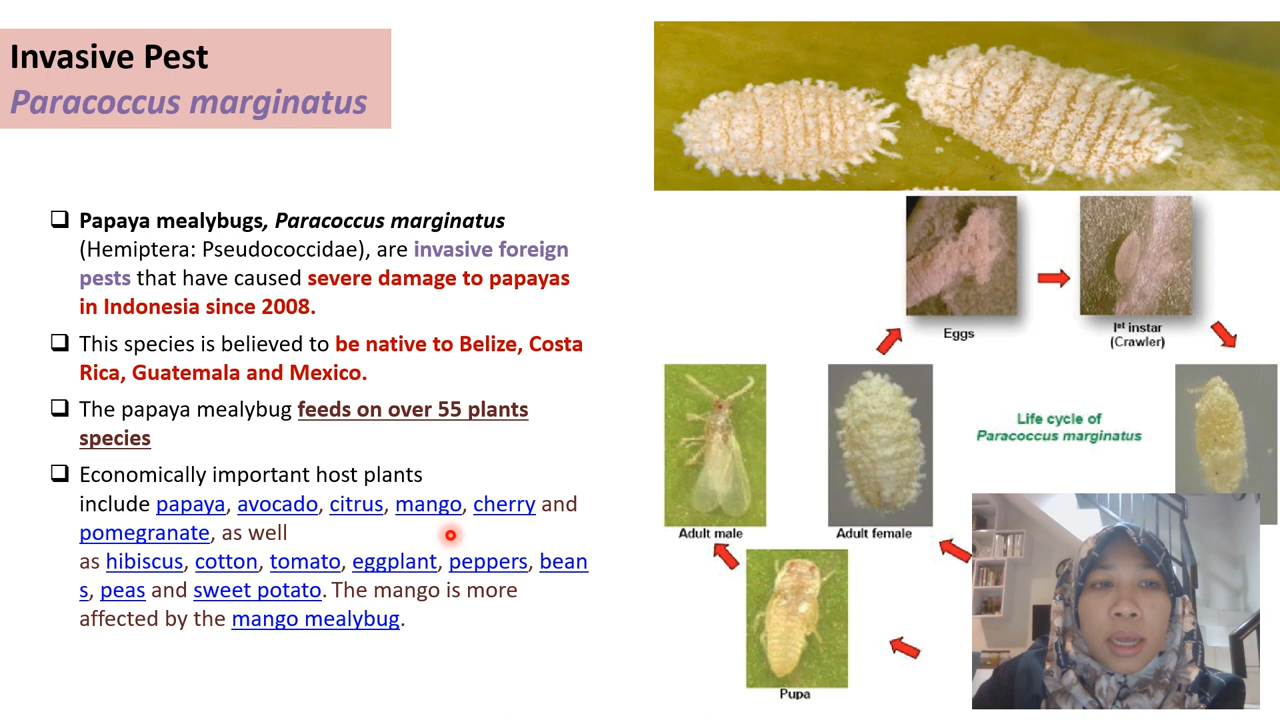 Invasive Pest
Paracoccus marginatus
❑ Papaya mealybugs, Paracoccus marginatus
(Hemiptera: Pseudococcidae), are invasive foreign
pests that have caused severe damage to papayas
in Indonesia since 2008.
❑ This species is believed to be native to Belize, Costa
Rica, Guatemala and Mexico.
❑ The papaya mealybug feeds on over 55 plants
species
❑ Economically important host plants
include papaya, avocado, citrus, mango, cherry and
pomegranate, as well
as hibiscus, cotton, tomato, eggplant, peppers, bean
s, peas and sweet potato. The mango is more
affected by the mango mealybug.
Eggs
Ist instar
(Crawler)
Life cycle of
Paracoccus marginatus
Adult male
Adult female
Pupa